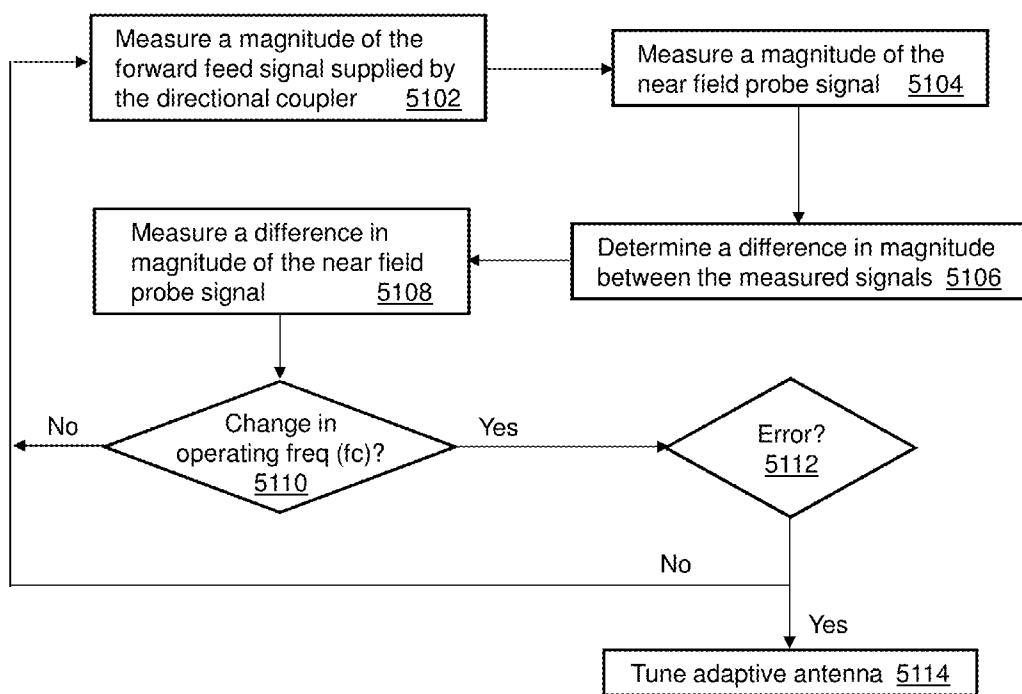 Measure a magnitude of the
forward feed signal supplied by
the directional coupler 5102
Measure a magnitude of the
near field probe signal 5104
Determine a difference in magnitude
between the measured signals 5106
Measure a difference in
magnitude of the near field
probe signal 5108
Change in
operating freq (fc)?
5110
No
Yes
Error?
5112
No
Yes
Tune adaptive antenna 5114